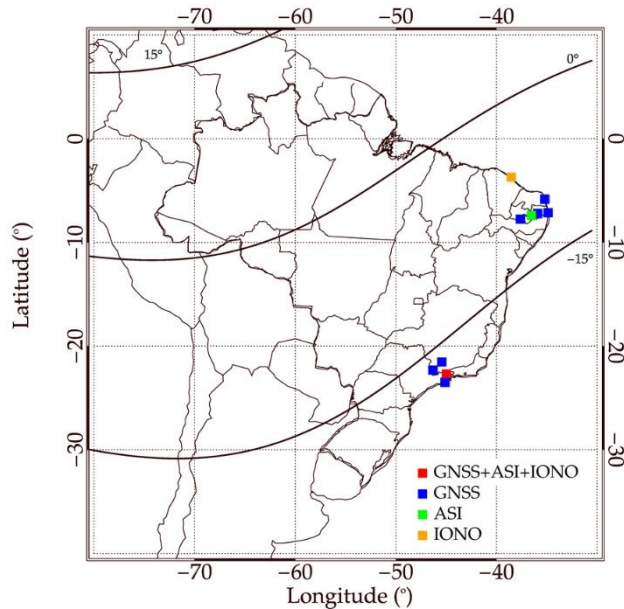 −70 −60 −50 −40
15°
0°
0 0
−10 −10
−15°
−20 −20
−30 −30
Latitude (°)
GNSS+ASI+IONO
GNSS
ASI
IONO
−70 −60 −50 −40
Longitude (°)